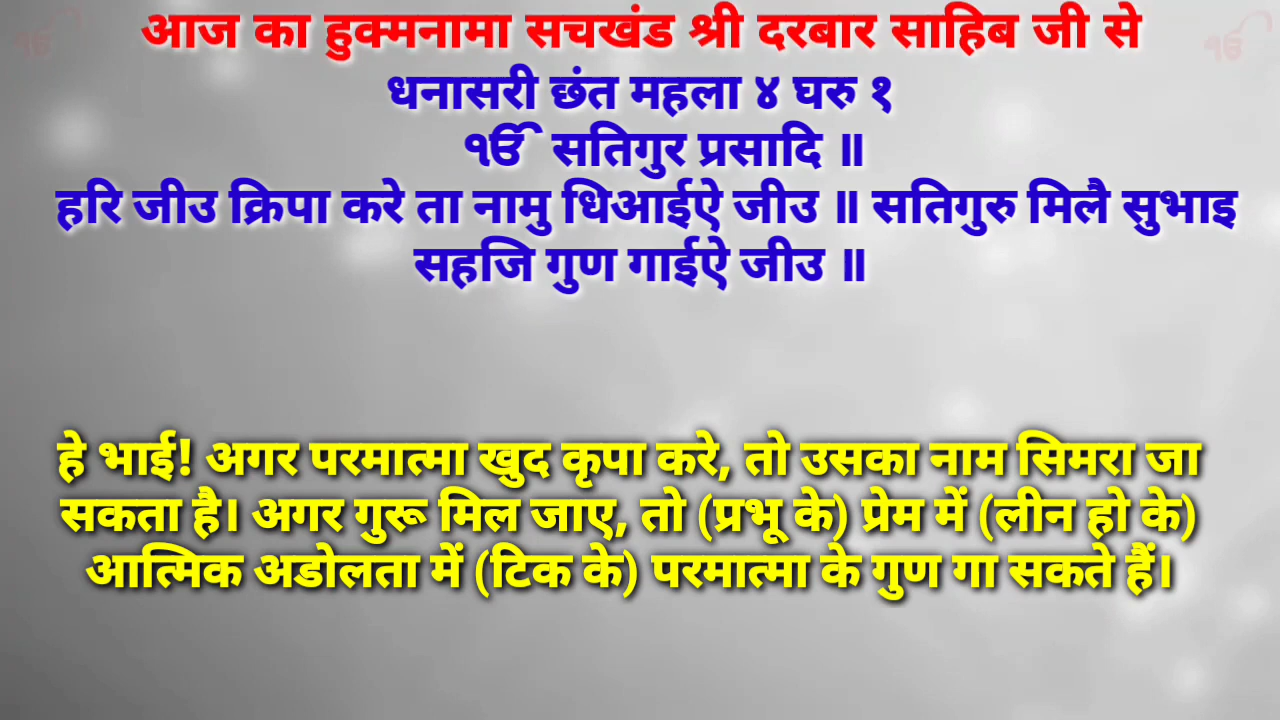 आज का हुक्मनामा सचखंड श्री दरबार साहिब जी से
धनासरी छंत महला ४ घरु १
ੴ सतिगुर प्रसादि ॥
हरि जीउ क्रिपा करे ता नामु धिआईऐ जीउ ॥ सतिगुरु मिलै सुभाइ
सहजि गुण गाईऐ जीउ ॥
हे भाई! अगर परमात्मा खुद कृपा करे, तो उसका नाम सिमरा जा
सकता है। अगर गुरू मिल जाए, तो (प्रभू के) प्रेम में (लीन हो के)
आत्मिक अडोलता में (टिक के) परमात्मा के गुण गा सकते हैं।